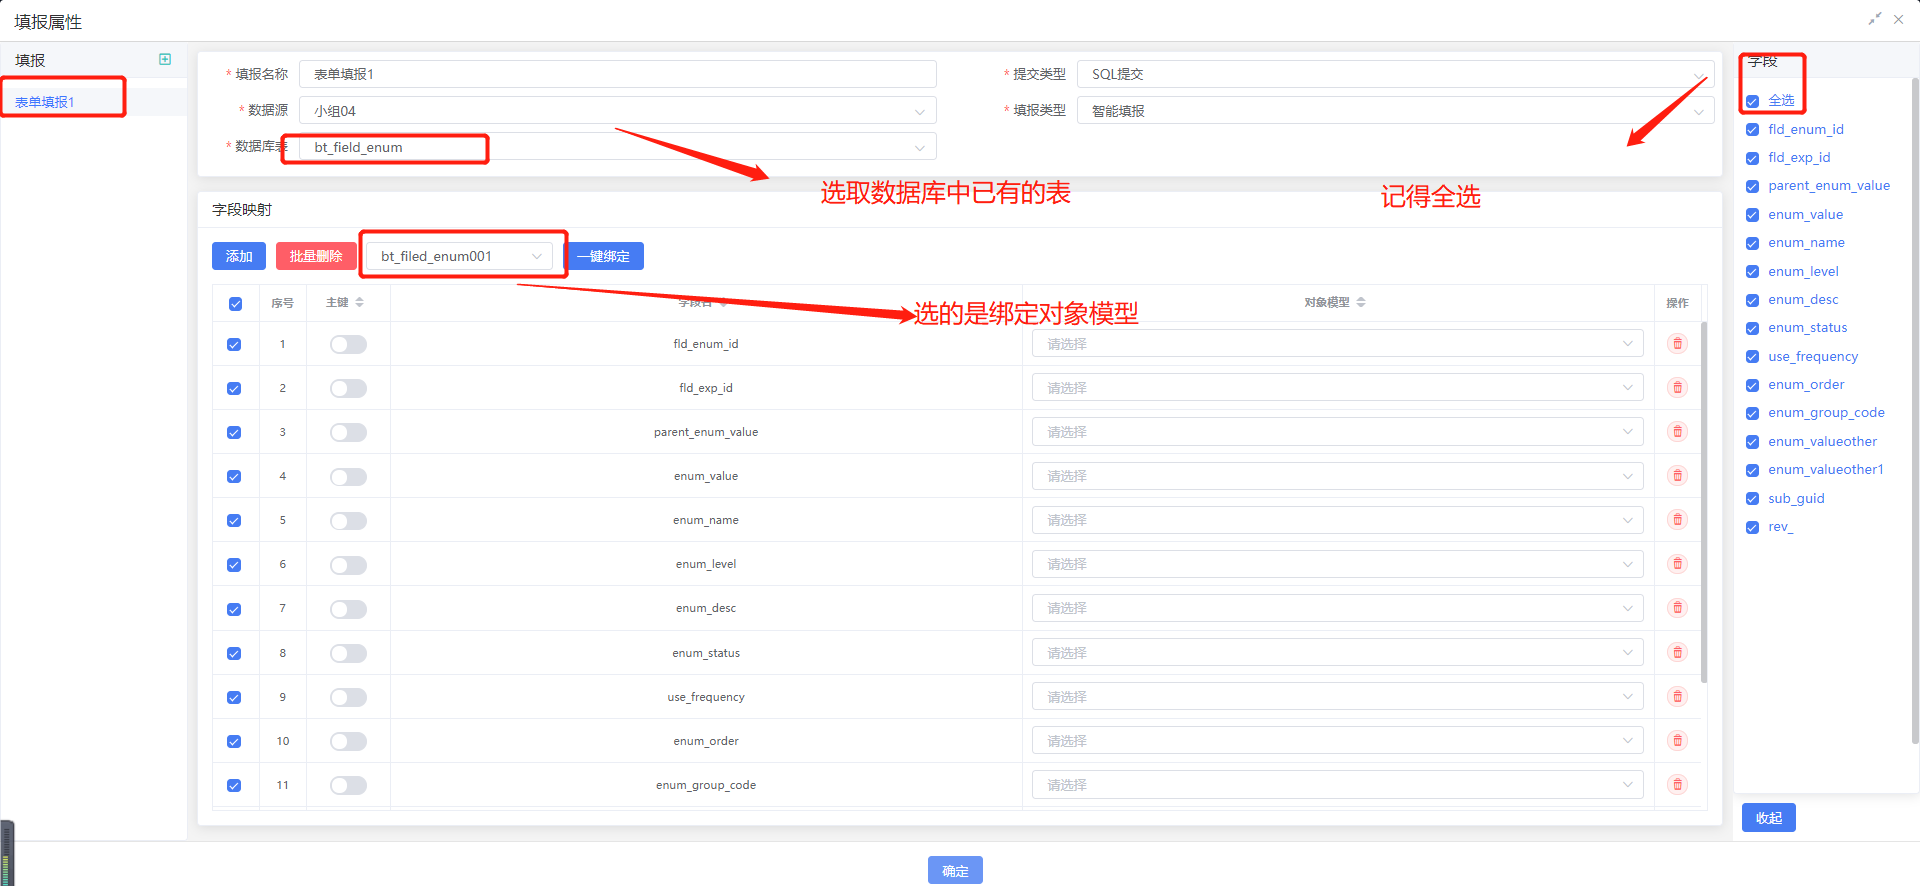 填报属性
填报
表单填报1
* 填报名称 表单填报1
* 提交类型 SQL提交
* 数据源 小组04
* 填报类型 智能填报
* 数据库表 bt_field_enum
选取数据库中已有的表
记得全选
字段映射
添加 批量删除 bt_filed_enum001 一键绑定
选的是绑定对象模型
序号 主键 字段名 对象模型 操作
1 fld_enum_id 请选择
2 fld_exp_id 请选择
3 parent_enum_value 请选择
4 enum_value 请选择
5 enum_name 请选择
6 enum_level 请选择
7 enum_desc 请选择
8 enum_status 请选择
9 use_frequency 请选择
10 enum_order 请选择
11 enum_group_code 请选择
字段
全选
fld_enum_id
fld_exp_id
parent_enum_value
enum_value
enum_name
enum_level
enum_desc
enum_status
use_frequency
enum_order
enum_group_code
enum_valueother
enum_valueother1
sub_guid
rev_
收起
确定